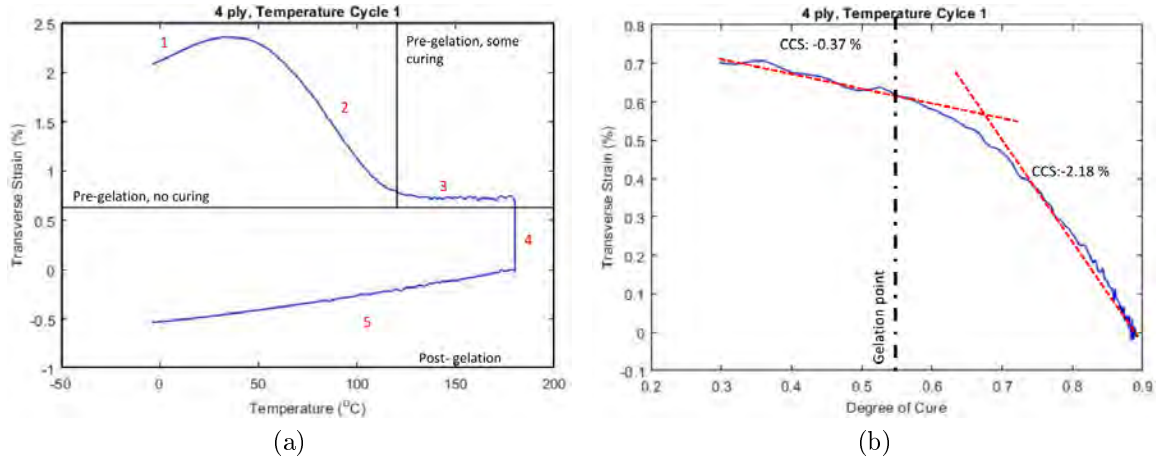 4 ply, Temperature Cycle 1
2.5
2
1.5
1
0.5
0
-0.5
-1
-50
0
50
100
150
200
Transverse Strain (%)
Temperature (°C)
1
2
3
4
5
Pre-gelation, some
curing
Pre-gelation, no curing
Post- gelation
(a)
4 ply, Temperature Cylce 1
0.8
0.7
0.6
0.5
0.4
0.3
0.2
0.1
0
-0.1
0.2
0.3
0.4
0.5
0.6
0.7
0.8
0.9
Transverse Strain (%)
Degree of Cure
CCS: -0.37 %
CCS:-2.18 %
Gelation point
(b)